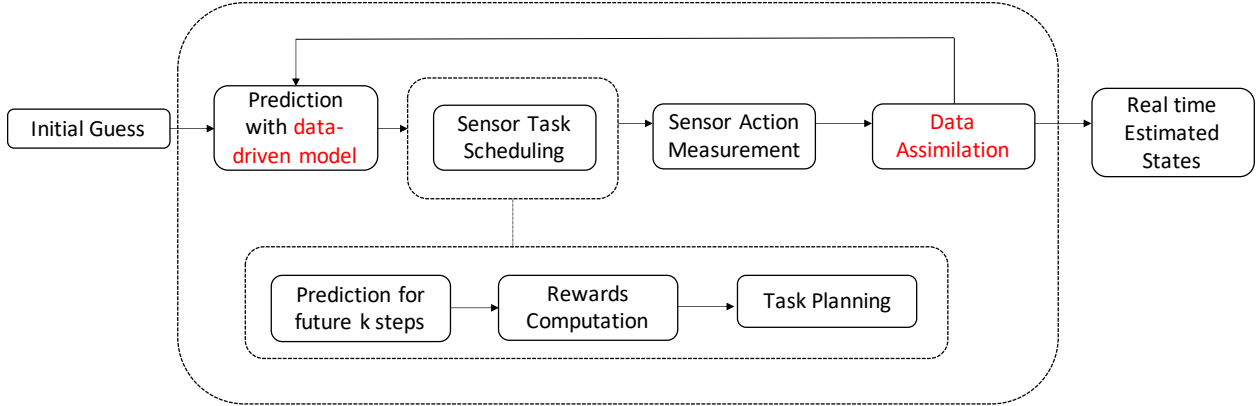 Initial Guess
Prediction
with data-
driven model
Sensor Task
Scheduling
Sensor Action
Measurement
Data
Assimilation
Real time
Estimated
States
Prediction for
future k steps
Rewards
Computation
Task Planning